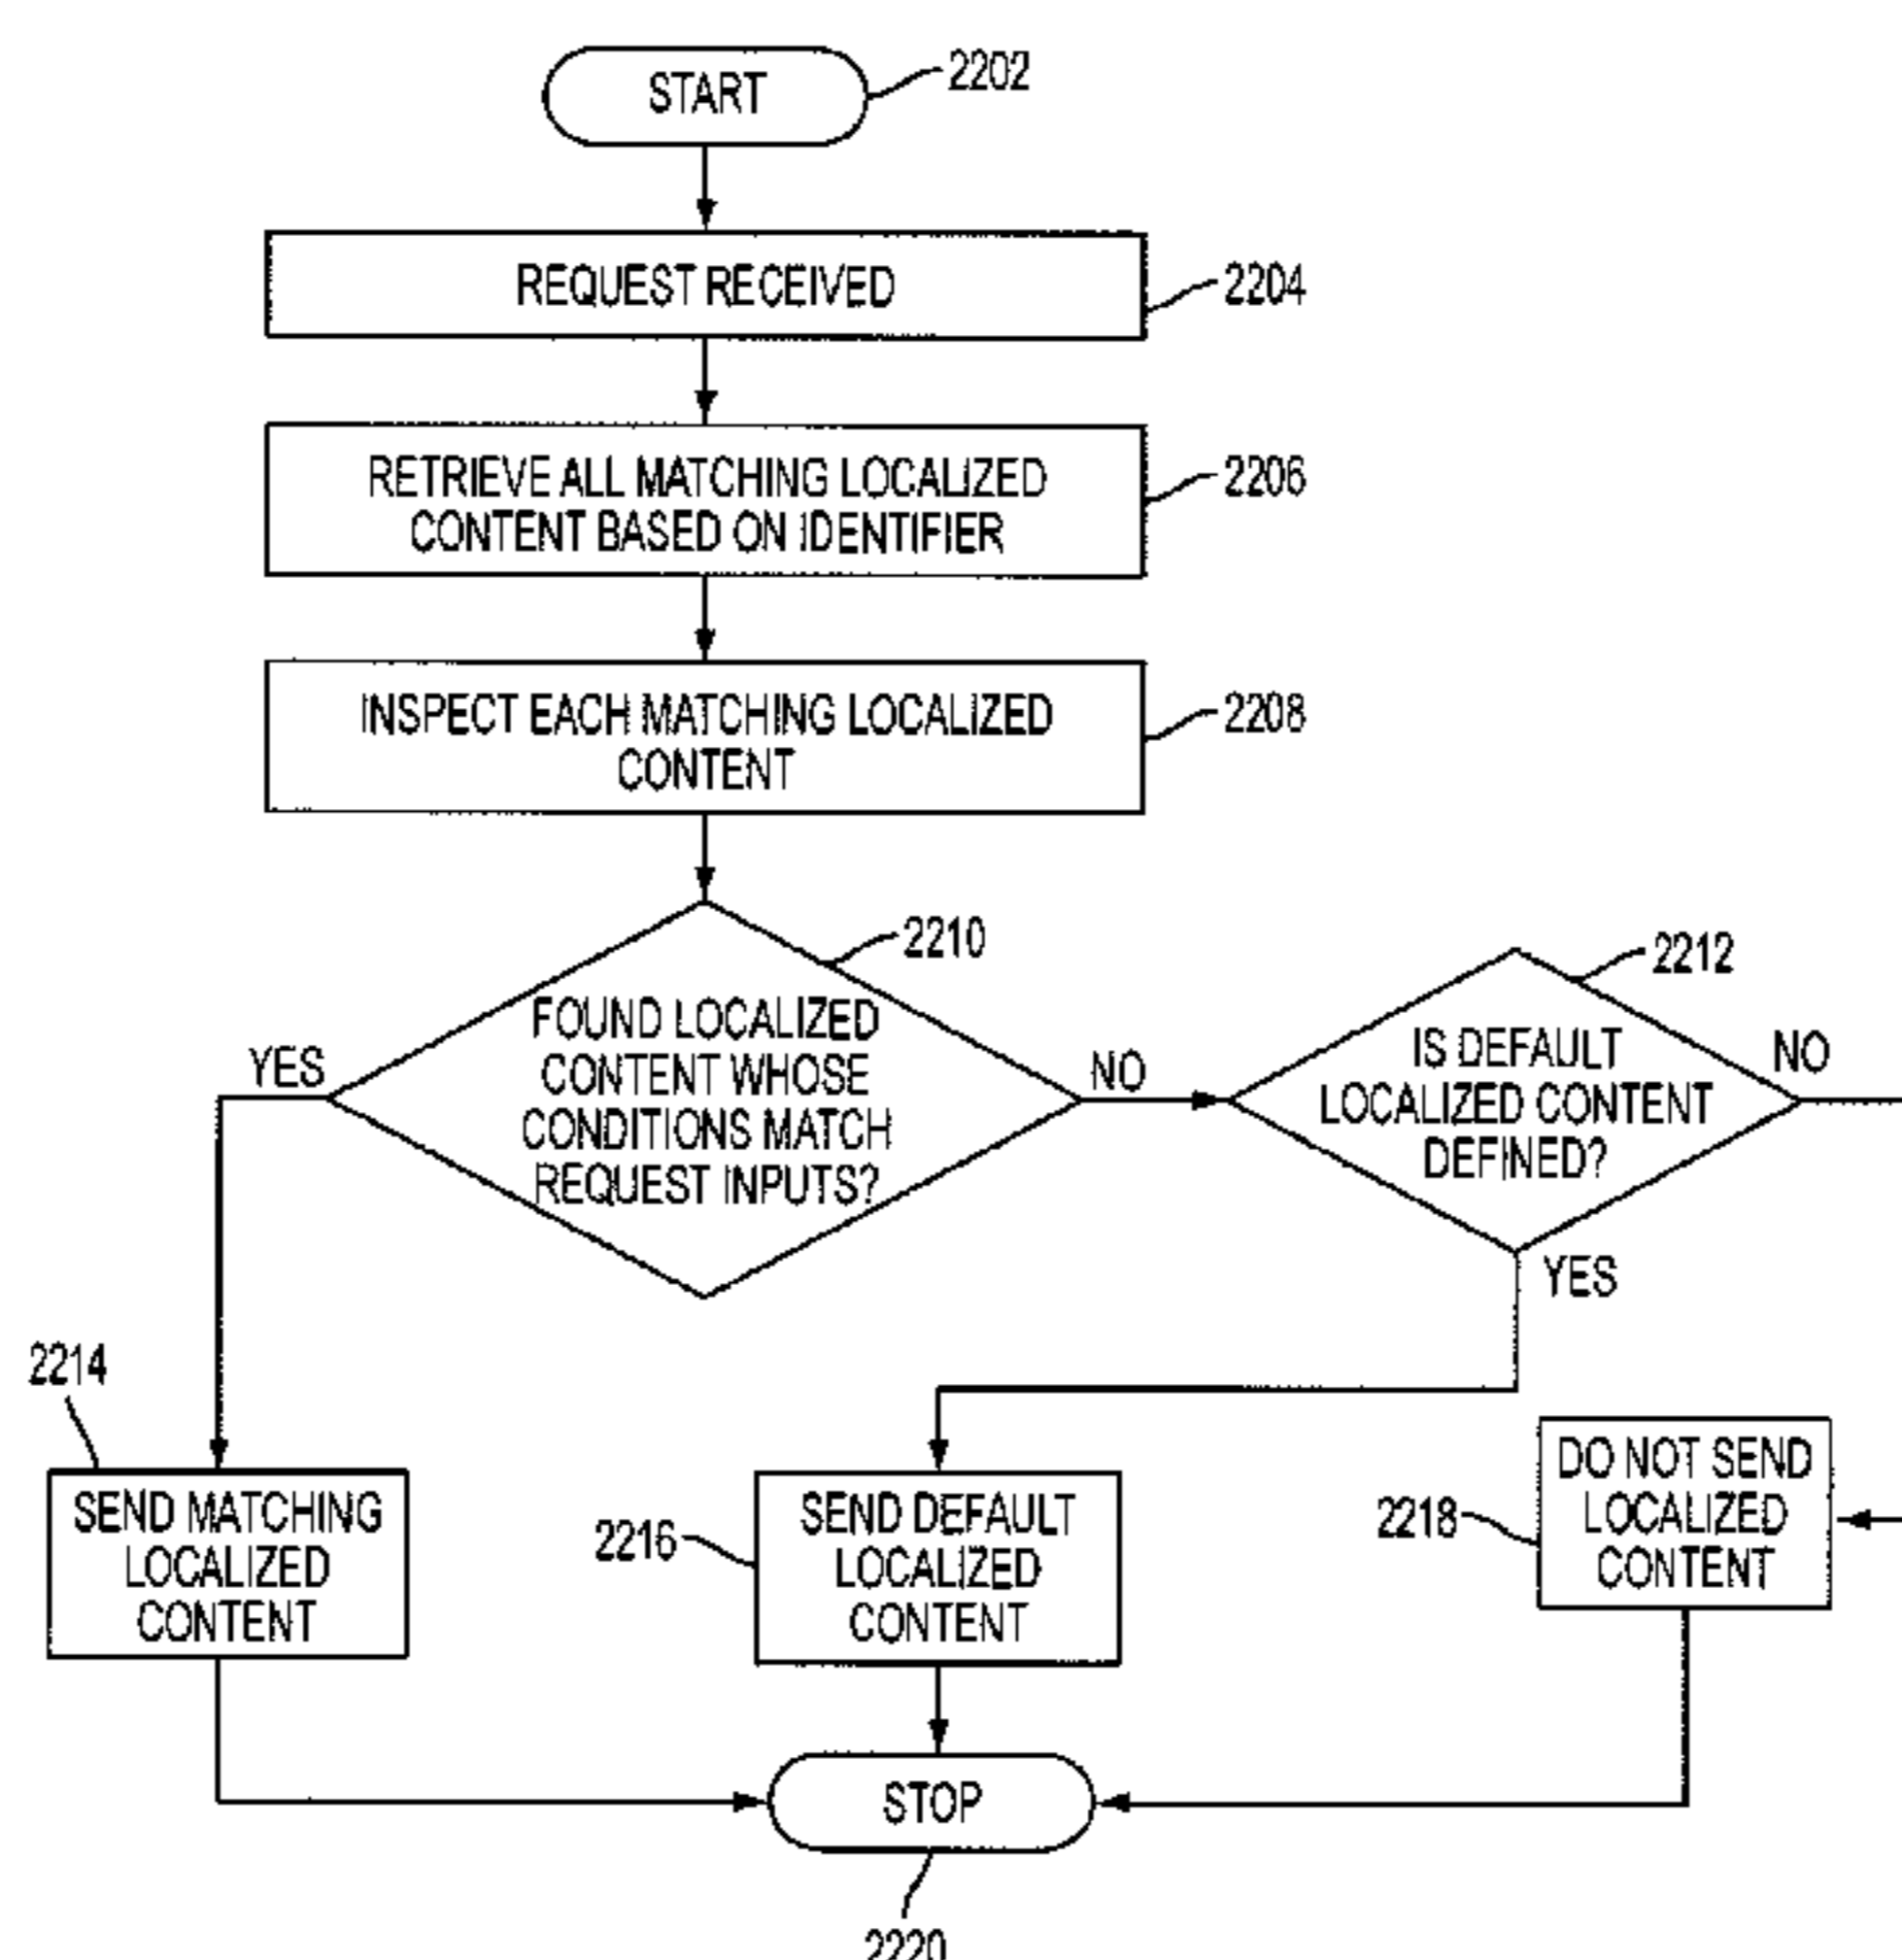 START
2202
REQUEST RECEIVED
2204
RETRIEVE ALL MATCHING LOCALIZED
CONTENT BASED ON IDENTIFIER
2206
INSPECT EACH MATCHING LOCALIZED
CONTENT
2208
2210
FOUND LOCALIZED
CONTENT WHOSE
CONDITIONS MATCH
REQUEST INPUTS?
YES
NO
2212
IS DEFAULT
LOCALIZED CONTENT
DEFINED?
NO
YES
2214
SEND MATCHING
LOCALIZED
CONTENT
2216
SEND DEFAULT
LOCALIZED
CONTENT
2218
DO NOT SEND
LOCALIZED
CONTENT
STOP
2220